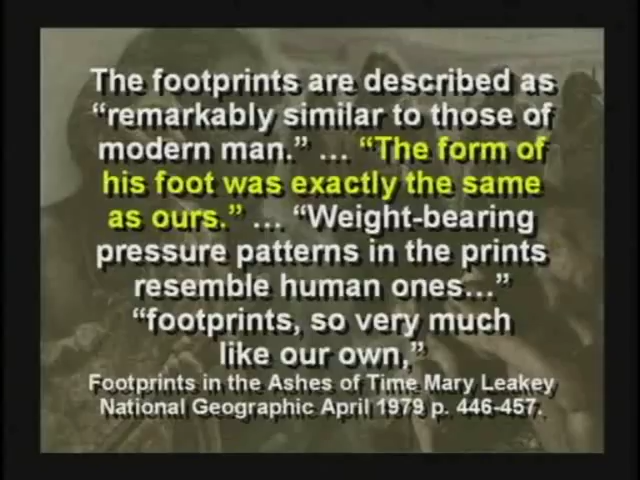 The footprints are described as
“remarkably similar to those of
modern man.” ... “The form of
his foot was exactly the same
as ours.” ... “Weight-bearing
pressure patterns in the prints
resemble human ones...”
“footprints, so very much
like our own,”
Footprints in the Ashes of Time Mary Leakey
National Geographic April 1979 p. 446-457.